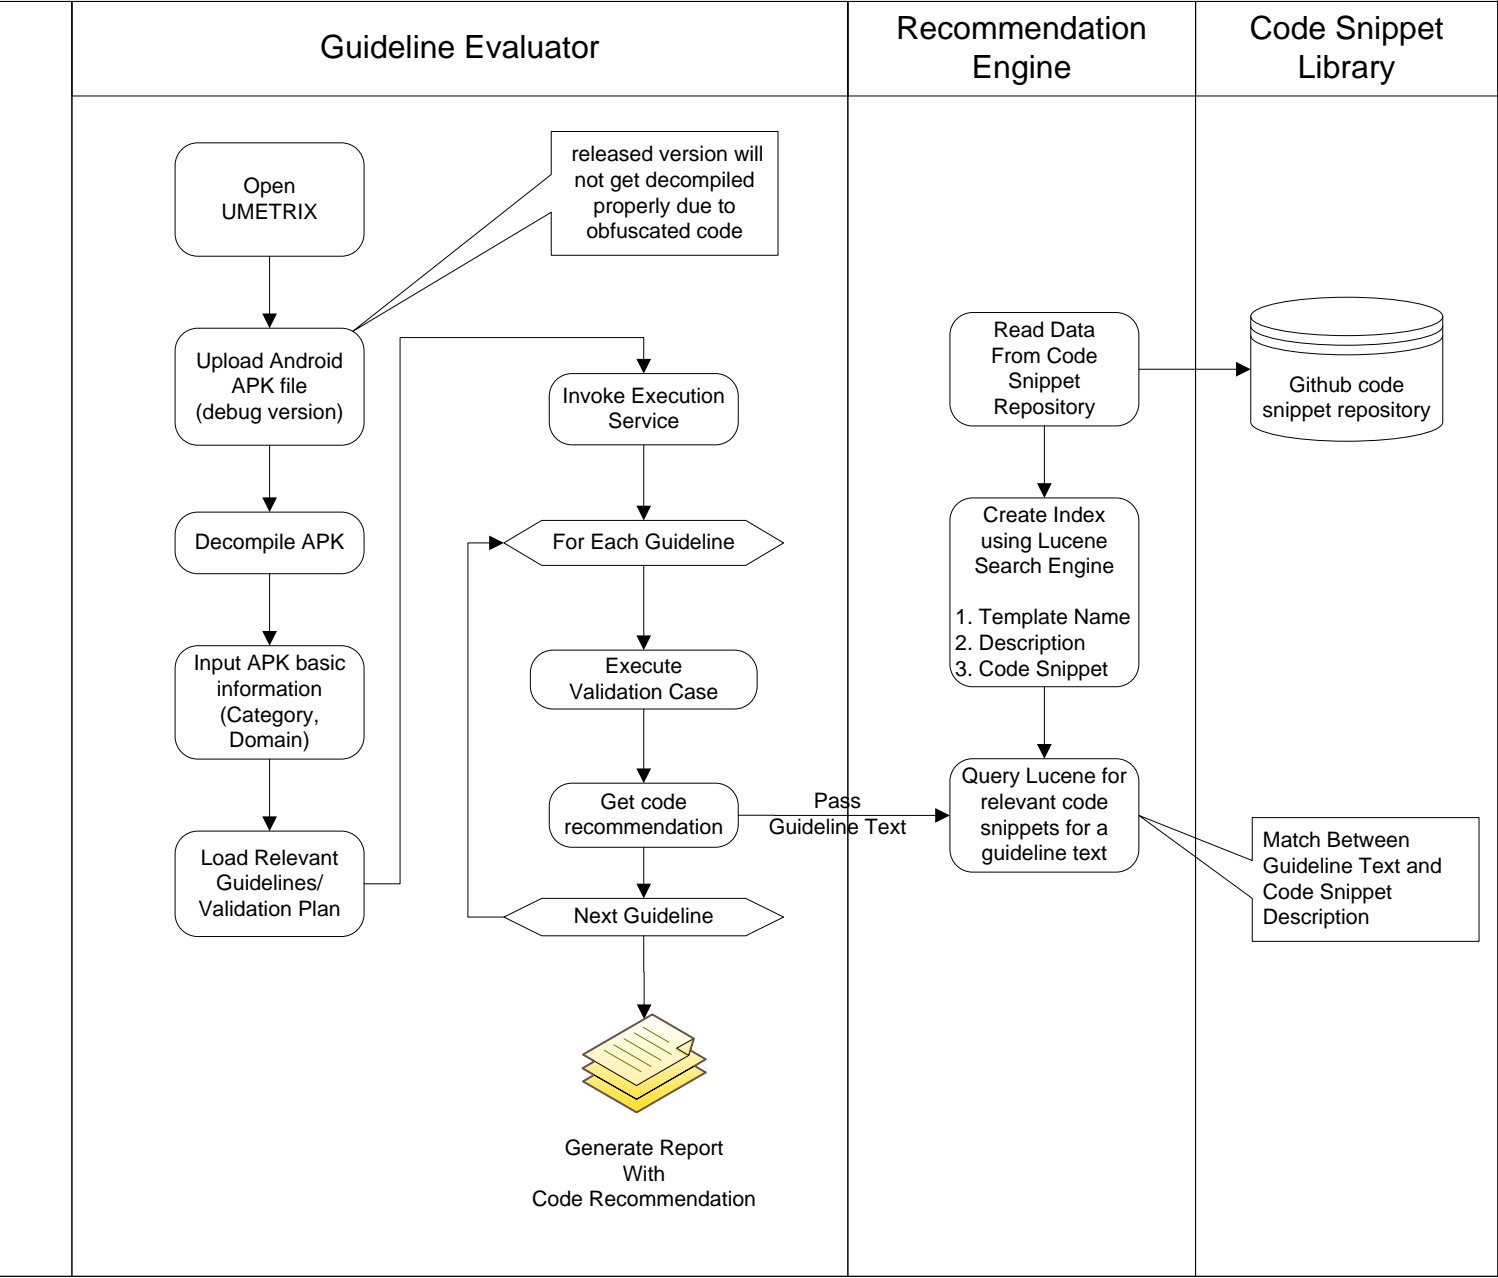 Guideline Evaluator
Recommendation
Engine
Code Snippet
Library
Open
UMETRIX
released version will
not get decompiled
properly due to
obfuscated code
Upload Android
APK file
(debug version)
Decompile APK
Input APK basic
information
(Category,
Domain)
Load Relevant
Guidelines/
Validation Plan
Invoke Execution
Service
For Each Guideline
Execute
Validation Case
Get code
recommendation
Pass
Guideline Text
Next Guideline
Generate Report
With
Code Recommendation
Read Data
From Code
Snippet
Repository
Create Index
using Lucene
Search Engine
1. Template Name
2. Description
3. Code Snippet
Query Lucene for
relevant code
snippets for a
guideline text
Github code
snippet repository
Match Between
Guideline Text and
Code Snippet
Description